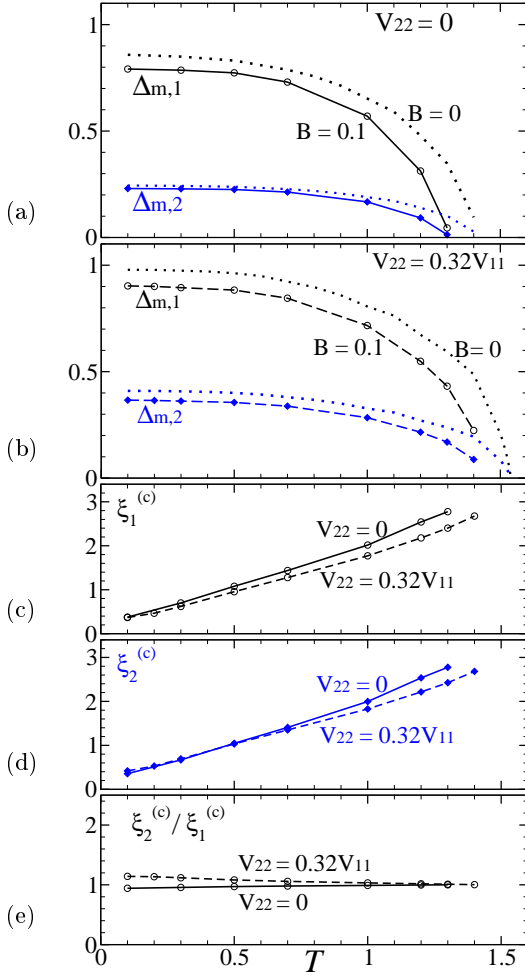 1
V22 = 0
Δm,1
B = 0
0.5
B = 0.1
Δm,2
(a)
0
1
V22 = 0.32V11
Δm,1
0.5
B = 0.1
B = 0
Δm,2
(b)
0
3
ξ1(c)
V22 = 0
2
V22 = 0.32V11
1
(c)
0
3
ξ2(c)
V22 = 0
2
V22 = 0.32V11
1
(d)
0
ξ2(c) / ξ1(c)
2
V22 = 0.32V11
1
V22 = 0
(e)
0
0 0.5 1 1.5
T